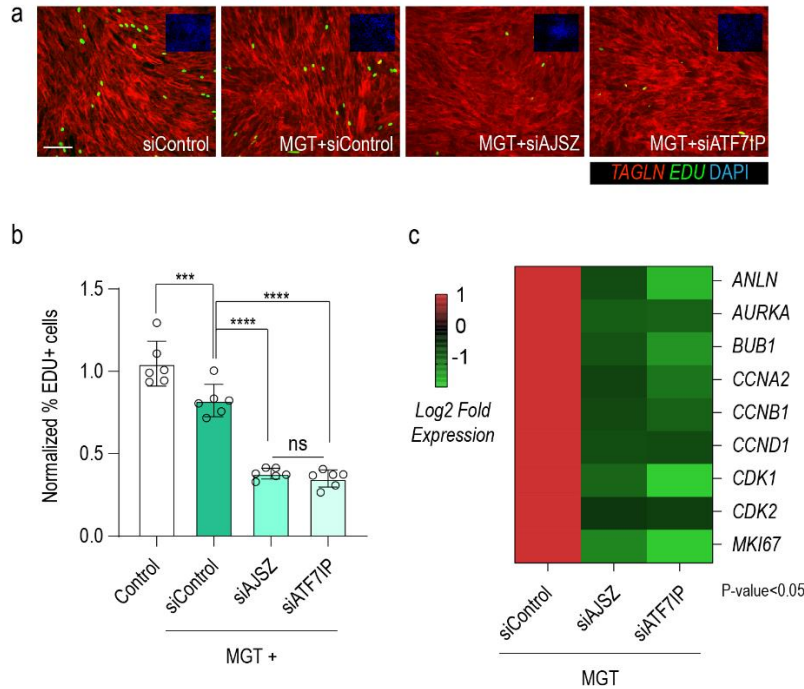 a
siControl
MGT+siControl
MGT+siAJSZ
MGT+siATF7IP
TAGLN EDU DAPI
b
Normalized % EDU+ cells
1.5
1.0
0.5
0.0
***
****
****
ns
Control
siControl
siAJSZ
siATF7IP
MGT +
c
1
0
-1
Log2 Fold
Expression
ANLN
AURKA
BUB1
CCNA2
CCNB1
CCND1
CDK1
CDK2
MKI67
siControl
siAJSZ
siATF7IP
P-value<0.05
MGT